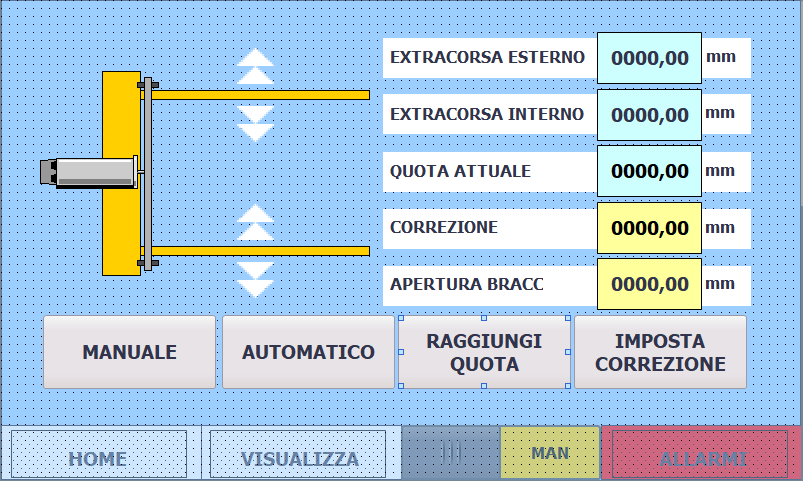 EXTRACORSA ESTERNO 0000,00 mm
EXTRACORSA INTERNO 0000,00 mm
QUOTA ATTUALE 0000,00 mm
CORREZIONE 0000,00 mm
APERTURA BRACC 0000,00 mm
MANUALE AUTOMATICO RAGGIUNGI QUOTA IMPOSTA CORREZIONE
HOME VISUALIZZA MAN ALLARMI